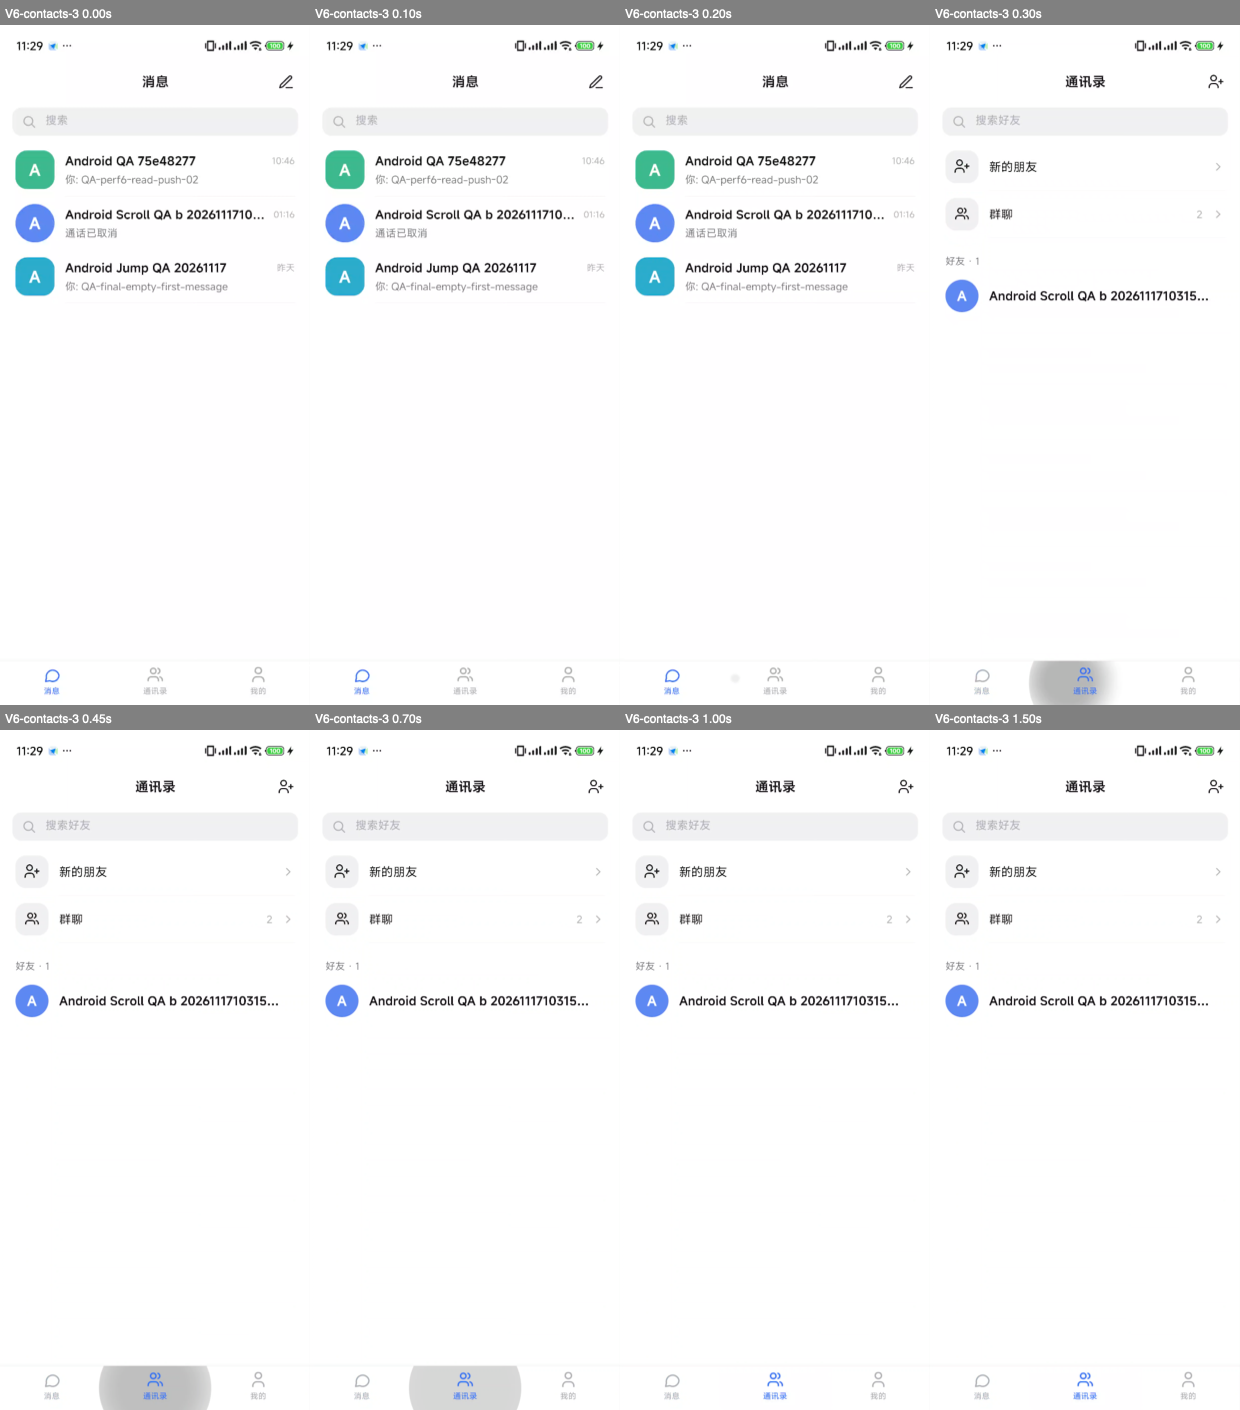 V6-contacts-3 0.00s
11:29 ···
100
消息
搜索
Android QA 75e48277
10:46
你: QA-perf6-read-push-02
Android Scroll QA b 2026111710...
01:16
通话已取消
Android Jump QA 20261117
昨天
你: QA-final-empty-first-message
消息
通讯录
我的
V6-contacts-3 0.10s
11:29 ···
100
消息
搜索
Android QA 75e48277
10:46
你: QA-perf6-read-push-02
Android Scroll QA b 2026111710...
01:16
通话已取消
Android Jump QA 20261117
昨天
你: QA-final-empty-first-message
消息
通讯录
我的
V6-contacts-3 0.20s
11:29 ···
100
消息
搜索
Android QA 75e48277
10:46
你: QA-perf6-read-push-02
Android Scroll QA b 2026111710...
01:16
通话已取消
Android Jump QA 20261117
昨天
你: QA-final-empty-first-message
消息
通讯录
我的
V6-contacts-3 0.30s
11:29 ···
100
通讯录
搜索好友
新的朋友
群聊
2
好友 · 1
A
Android Scroll QA b 2026111710315...
消息
通讯录
我的
V6-contacts-3 0.45s
11:29 ···
100
通讯录
搜索好友
新的朋友
群聊
2
好友 · 1
A
Android Scroll QA b 2026111710315...
消息
通讯录
我的
V6-contacts-3 0.70s
11:29 ···
100
通讯录
搜索好友
新的朋友
群聊
2
好友 · 1
A
Android Scroll QA b 2026111710315...
消息
通讯录
我的
V6-contacts-3 1.00s
11:29 ···
100
通讯录
搜索好友
新的朋友
群聊
2
好友 · 1
A
Android Scroll QA b 2026111710315...
消息
通讯录
我的
V6-contacts-3 1.50s
11:29 ···
100
通讯录
搜索好友
新的朋友
群聊
2
好友 · 1
A
Android Scroll QA b 2026111710315...
消息
通讯录
我的